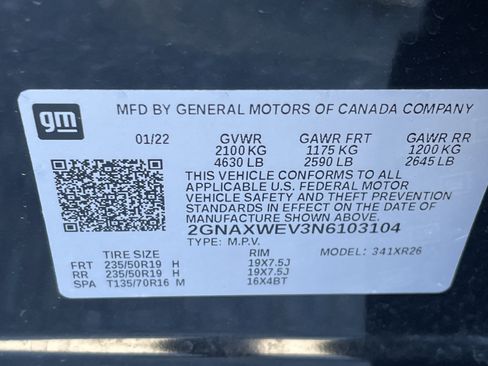 gm
MFD BY GENERAL MOTORS OF CANADA COMPANY
01/22 GVWR GAWR FRT GAWR RR
2100 KG 1175 KG 1200 KG
4630 LB 2590 LB 2645 LB
THIS VEHICLE CONFORMS TO ALL
APPLICABLE U.S. FEDERAL MOTOR
VEHICLE SAFETY AND THEFT PREVENTION
STANDARDS IN EFFECT ON THE DATE OF
MANUFACTURE SHOWN ABOVE.
2GNAXWEV3N6103104
TYPE: M.P.V. MODEL: 341XR26
TIRE SIZE RIM
FRT 235/50R19 H 19X7.5J
RR 235/50R19 H 19X7.5J
SPA T135/70R16 M 16X4BT